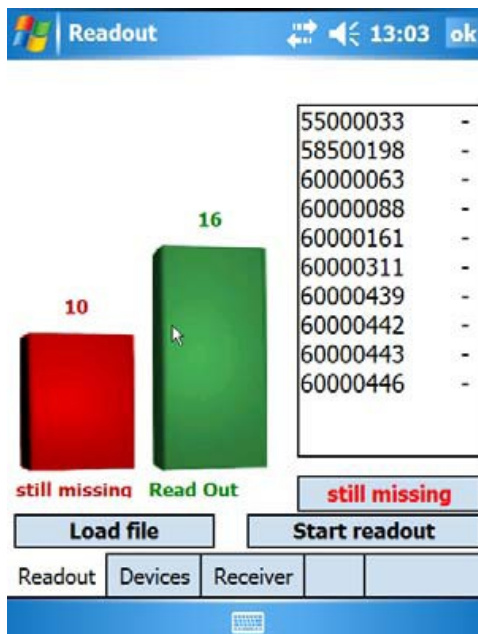 Readout 13:03 ok
55000033 -
58500198 -
60000063 -
60000088 -
60000161 -
60000311 -
60000439 -
60000442 -
60000443 -
60000446 -
16
10
still missing Read Out
still missing
Load file Start readout
Readout Devices Receiver